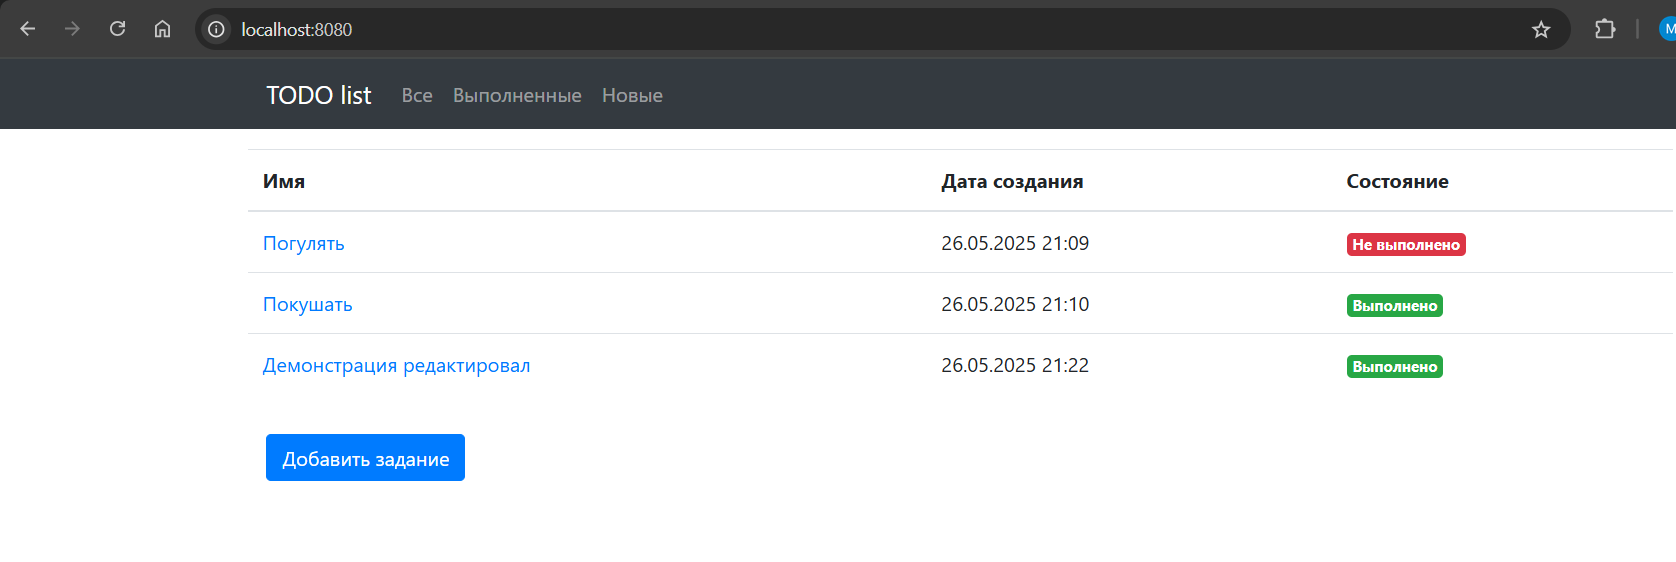 localhost:8080
TODO list Все Выполненные Новые
Имя Дата создания Состояние
Погулять 26.05.2025 21:09 Не выполнено
Покушать 26.05.2025 21:10 Выполнено
Демонстрация редактировал 26.05.2025 21:22 Выполнено
Добавить задание